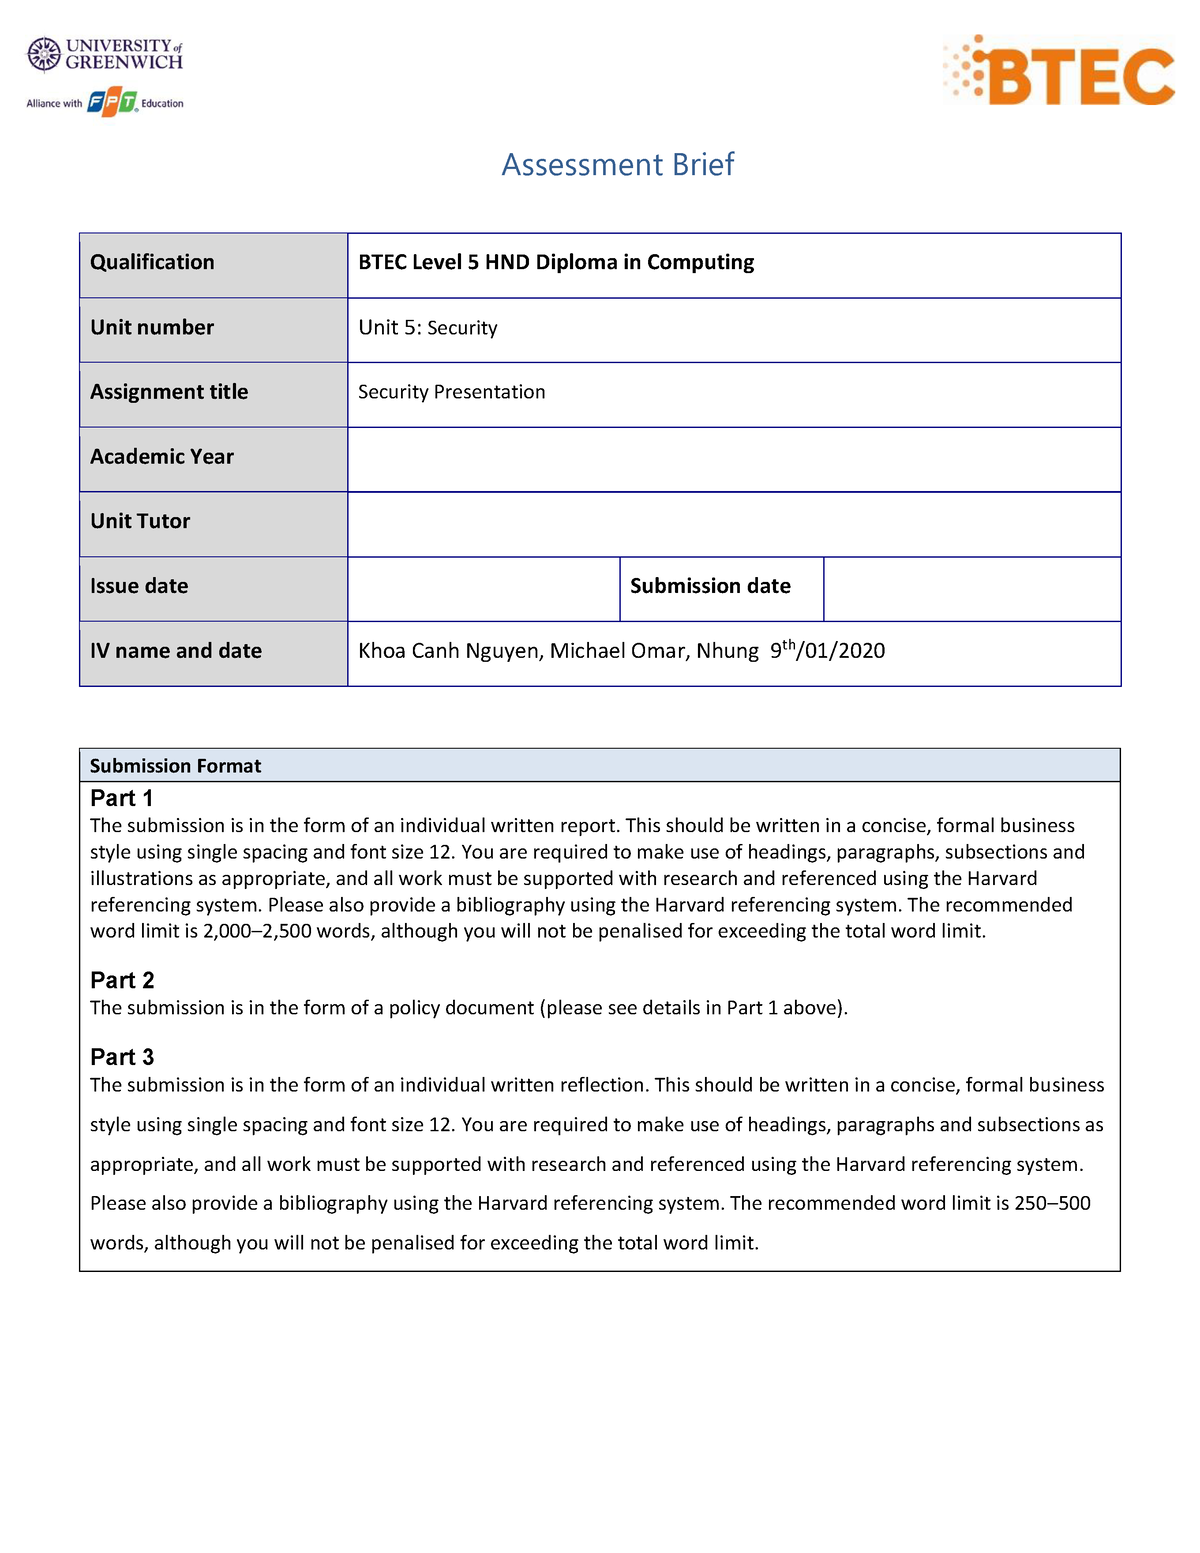 UNIVERSITY of
GREENWICH
Alliance with FPT Education
BTEC
Assessment Brief
Qualification BTEC Level 5 HND Diploma in Computing
Unit number Unit 5: Security
Assignment title Security Presentation
Academic Year
Unit Tutor
Issue date Submission date
IV name and date Khoa Canh Nguyen, Michael Omar, Nhung 9th/01/2020
Submission Format
Part 1
The submission is in the form of an individual written report. This should be written in a concise, formal business
style using single spacing and font size 12. You are required to make use of headings, paragraphs, subsections and
illustrations as appropriate, and all work must be supported with research and referenced using the Harvard
referencing system. Please also provide a bibliography using the Harvard referencing system. The recommended
word limit is 2,000–2,500 words, although you will not be penalised for exceeding the total word limit.
Part 2
The submission is in the form of a policy document (please see details in Part 1 above).
Part 3
The submission is in the form of an individual written reflection. This should be written in a concise, formal business
style using single spacing and font size 12. You are required to make use of headings, paragraphs and subsections as
appropriate, and all work must be supported with research and referenced using the Harvard referencing system.
Please also provide a bibliography using the Harvard referencing system. The recommended word limit is 250–500
words, although you will not be penalised for exceeding the total word limit.